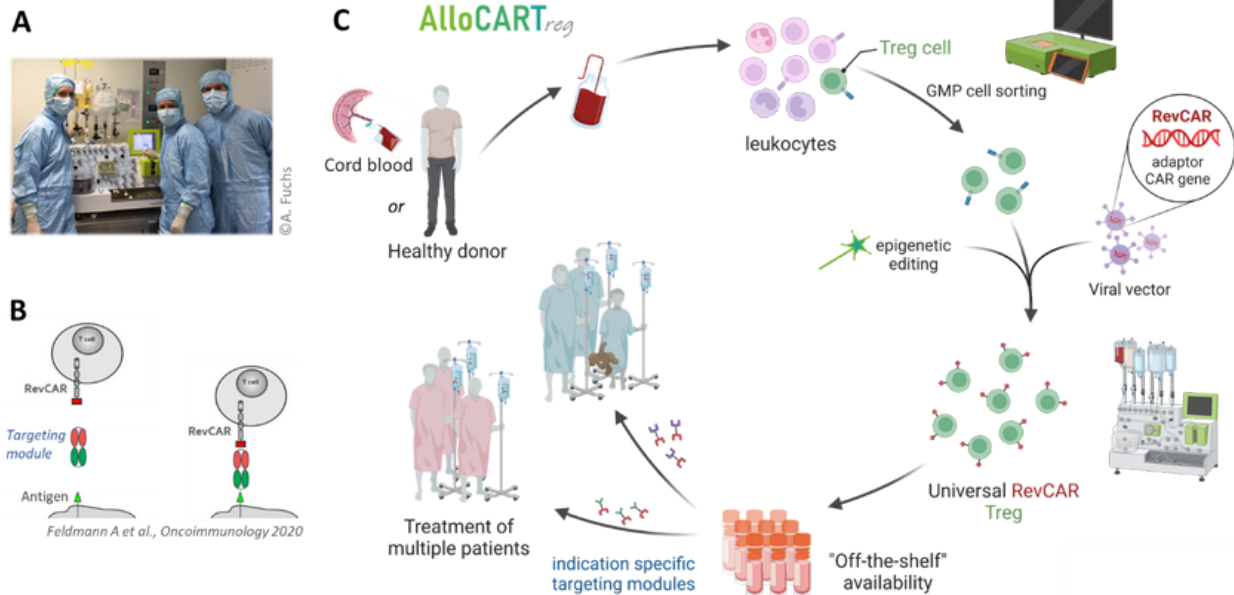 A
©A. Fuchs
B
T cell
RevCAR
Targeting
module
Antigen
T cell
RevCAR
Feldmann A et al., Oncoimmunology 2020
C
AlloCARTreg
Cord blood
or
Healthy donor
leukocytes
Treg cell
GMP cell sorting
RevCAR
adaptor
CAR gene
epigenetic
editing
Viral vector
Universal RevCAR
Treg
"Off-the-shelf"
availability
indication specific
targeting modules
Treatment of
multiple patients